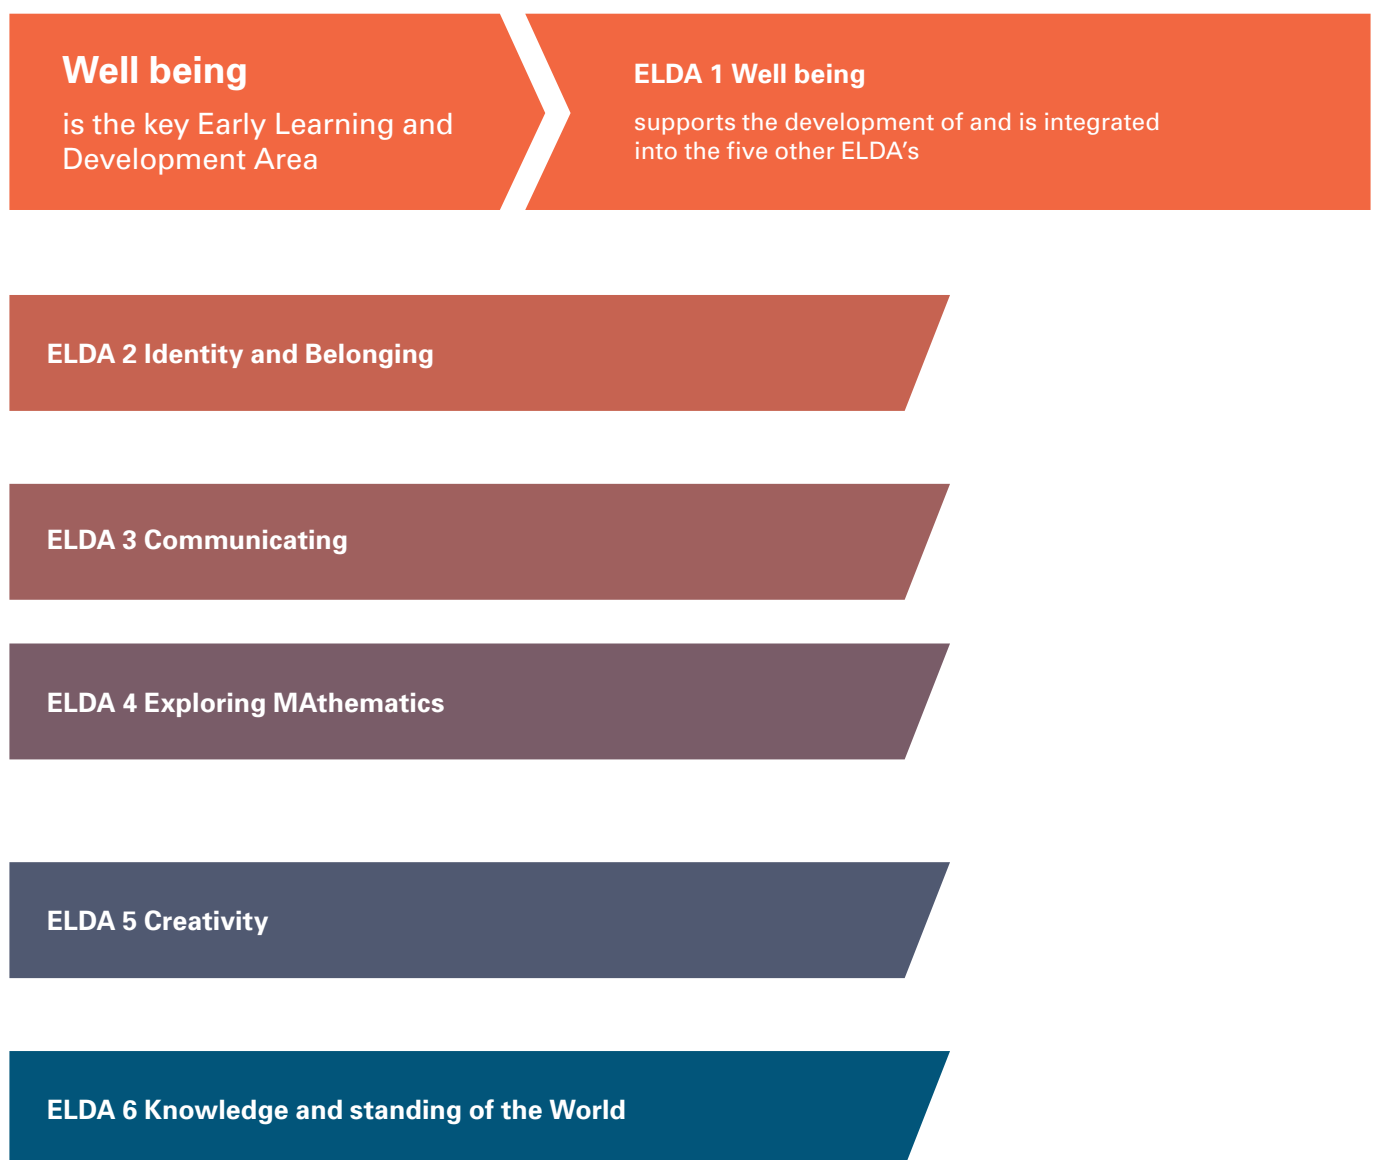 Well being
is the key Early Learning and
Development Area
ELDA 1 Well being
supports the development of and is integrated
into the five other ELDA’s
ELDA 2 Identity and Belonging
ELDA 3 Communicating
ELDA 4 Exploring MAthematics
ELDA 5 Creativity
ELDA 6 Knowledge and standing of the World